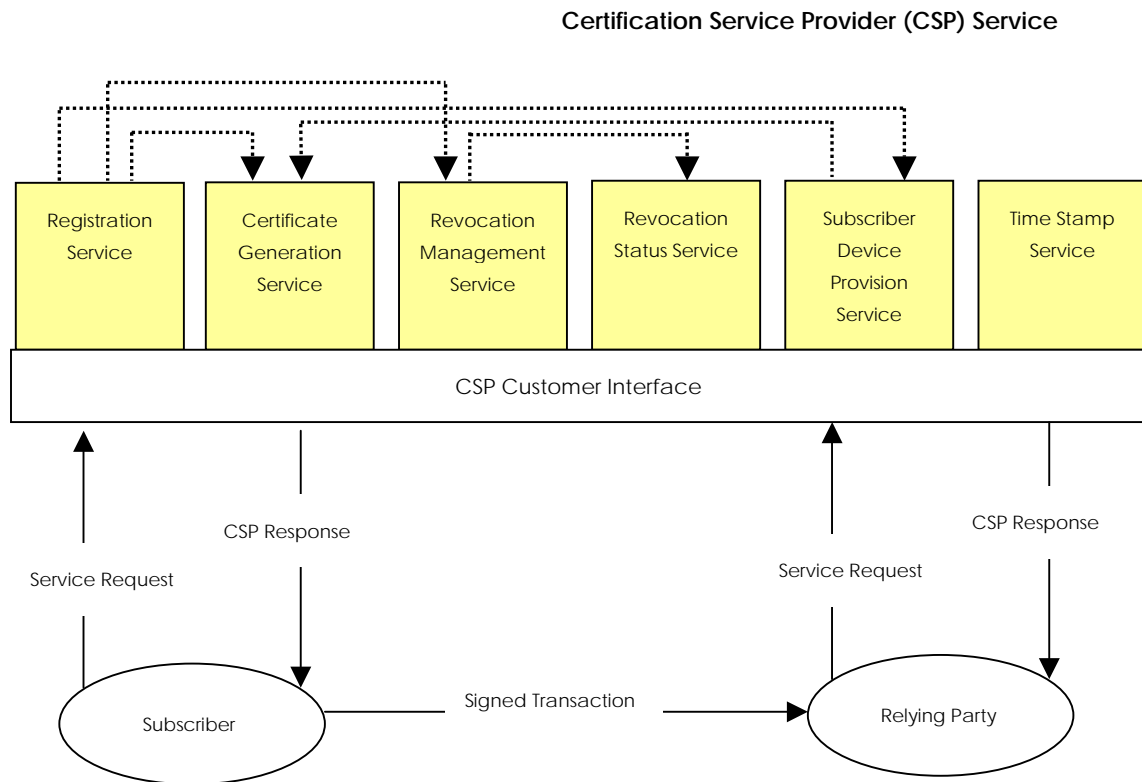 Certification Service Provider (CSP) Service
Registration
Service
Certificate
Generation
Service
Revocation
Management
Service
Revocation
Status Service
Subscriber
Device
Provision
Service
Time Stamp
Service
CSP Customer Interface
CSP Response
Service Request
CSP Response
Service Request
Subscriber
Signed Transaction
Relying Party